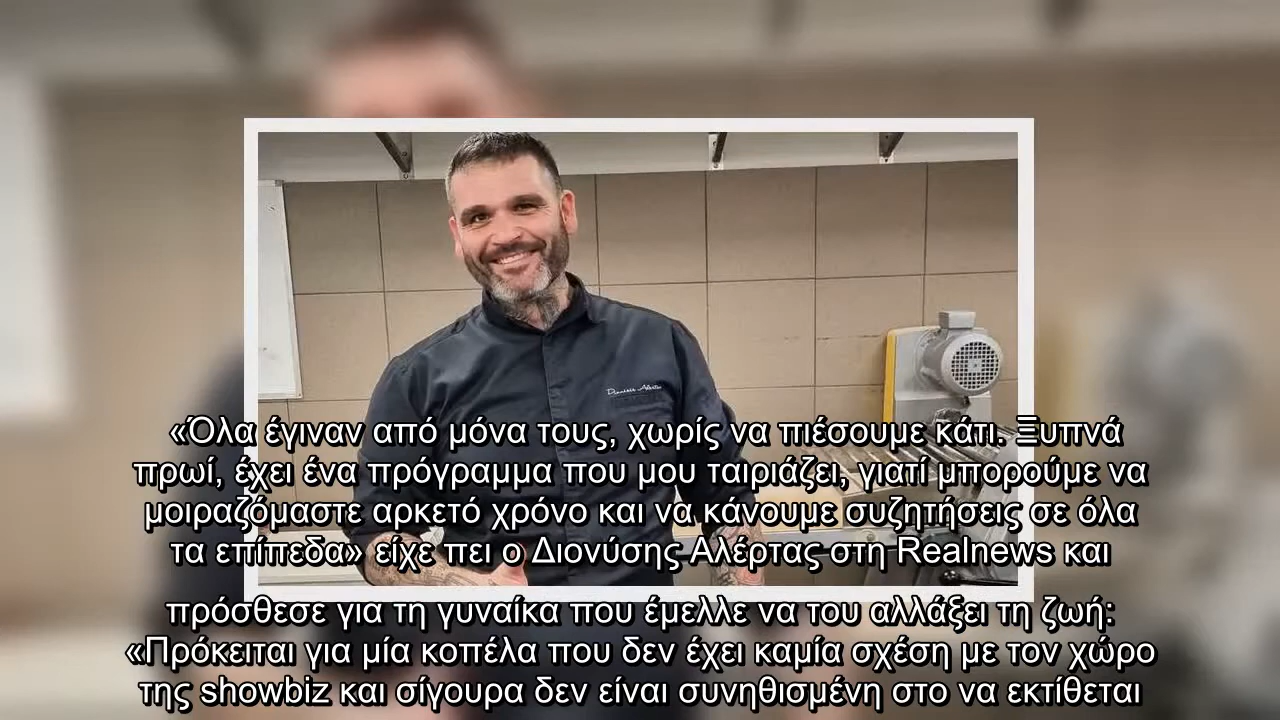 Dionisis Alertas
«Όλα έγιναν από μόνα τους, χωρίς να πιέσουμε κάτι. Ξυπνά
πρωί, έχει ένα πρόγραμμα που μου ταιριάζει, γιατί μπορούμε να
μοιραζόμαστε αρκετό χρόνο και να κάνουμε συζητήσεις σε όλα
τα επίπεδα» είχε πει ο Διονύσης Αλέρτας στη Realnews και
πρόσθεσε για τη γυναίκα που έμελλε να του αλλάξει τη ζωή:
«Πρόκειται για μία κοπέλα που δεν έχει καμία σχέση με τον χώρο
της showbiz και σίγουρα δεν είναι συνηθισμένη στο να εκτίθεται